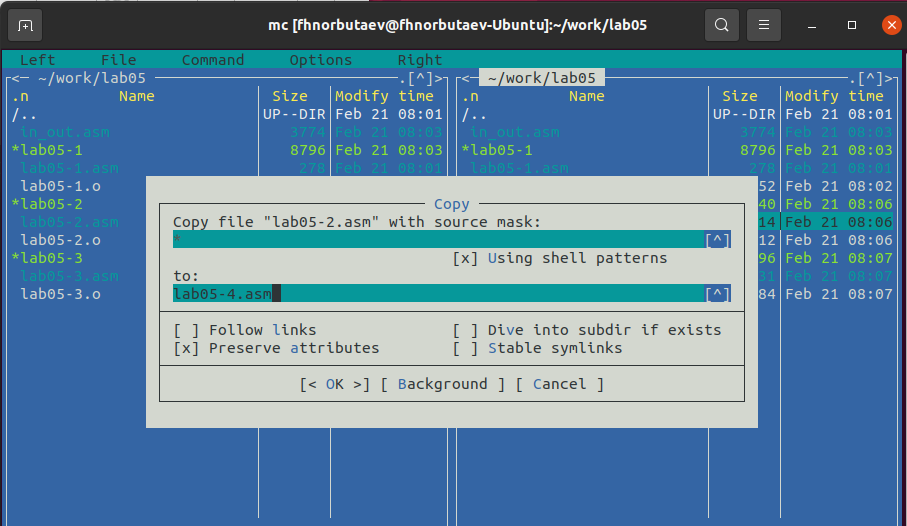 mc [fhnorbutaev@fhnorbutaev-Ubuntu]:~/work/lab05
Left File Command Options Right
<─ ~/work/lab05 .[^]> <─ ~/work/lab05 .[^]>
.n Name Size Modify time .n Name Size Modify time
/.. UP--DIR Feb 21 08:01 /.. UP--DIR Feb 21 08:01
in_out.asm 3774 Feb 21 08:03 in_out.asm 3774 Feb 21 08:03
*lab05-1 8796 Feb 21 08:03 *lab05-1 8796 Feb 21 08:03
lab05-1.asm 278 Feb 21 08:01 lab05-1.asm 278 Feb 21 08:01
lab05-1.o 52 Feb 21 08:02
*lab05-2 Copy 40 Feb 21 08:06
lab05-2.asm Copy file "lab05-2.asm" with source mask: 14 Feb 21 08:06
lab05-2.o * [^] 12 Feb 21 08:06
*lab05-3 [x] Using shell patterns 96 Feb 21 08:07
lab05-3.asm to: 31 Feb 21 08:07
lab05-3.o lab05-4.asm [^] 84 Feb 21 08:07
[ ] Follow links [ ] Dive into subdir if exists
[x] Preserve attributes [ ] Stable symlinks
[< OK >] [ Background ] [ Cancel ]